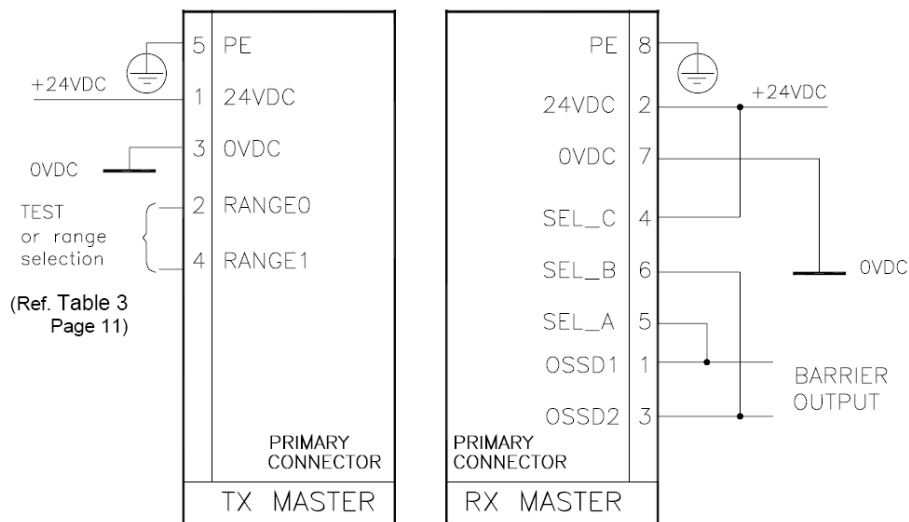 5 PE
+24VDC
1 24VDC
3 0VDC
0VDC
2 RANGE0
TEST
or range
selection
4 RANGE1
(Ref. Table 3
Page 11)
PRIMARY
CONNECTOR
TX MASTER
PE 8
24VDC 2
+24VDC
0VDC 7
SEL_C 4
SEL_B 6
0VDC
SEL_A 5
OSSD1 1
BARRIER
OUTPUT
OSSD2 3
PRIMARY
CONNECTOR
RX MASTER